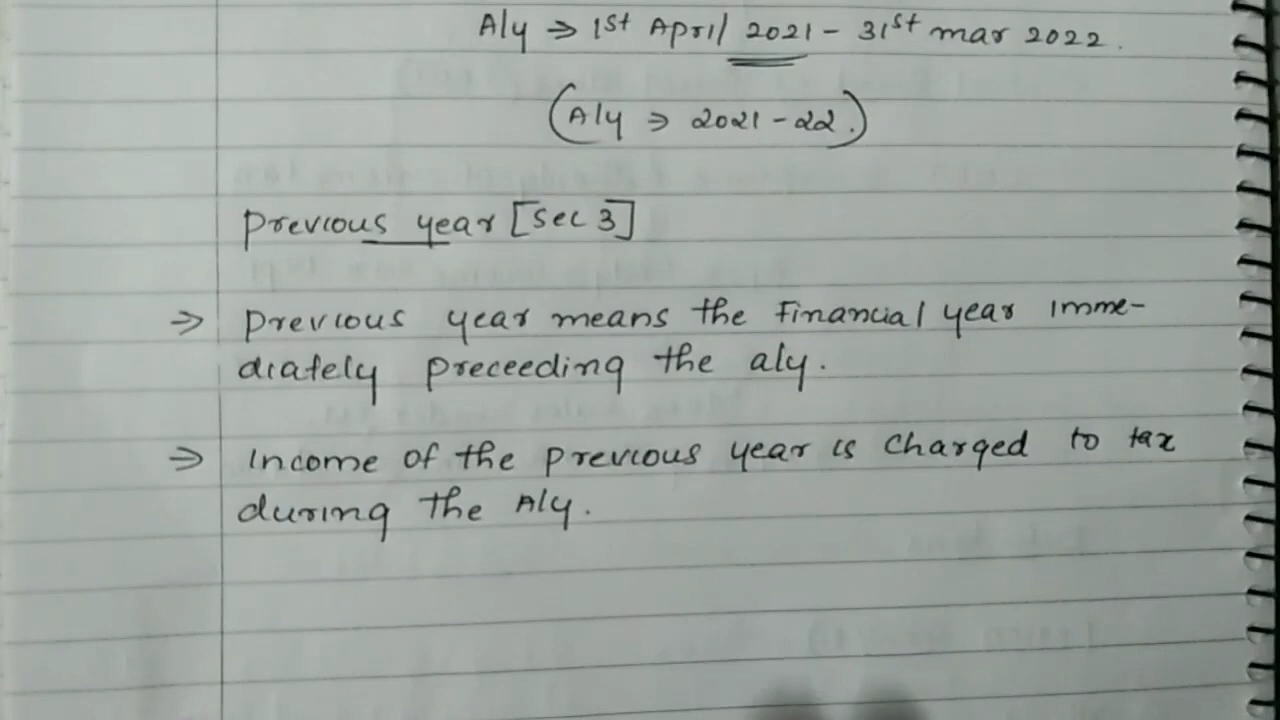 A/y ⇒ 1st April 2021 - 31st mar 2022.
(A/y ⇒ 2021-22.)
Previous year [Sec 3]
⇒ Previous year means the Financial year imme-
diately preceeding the a/y.
⇒ Income of the previous year is charged to tax
during the A/y.